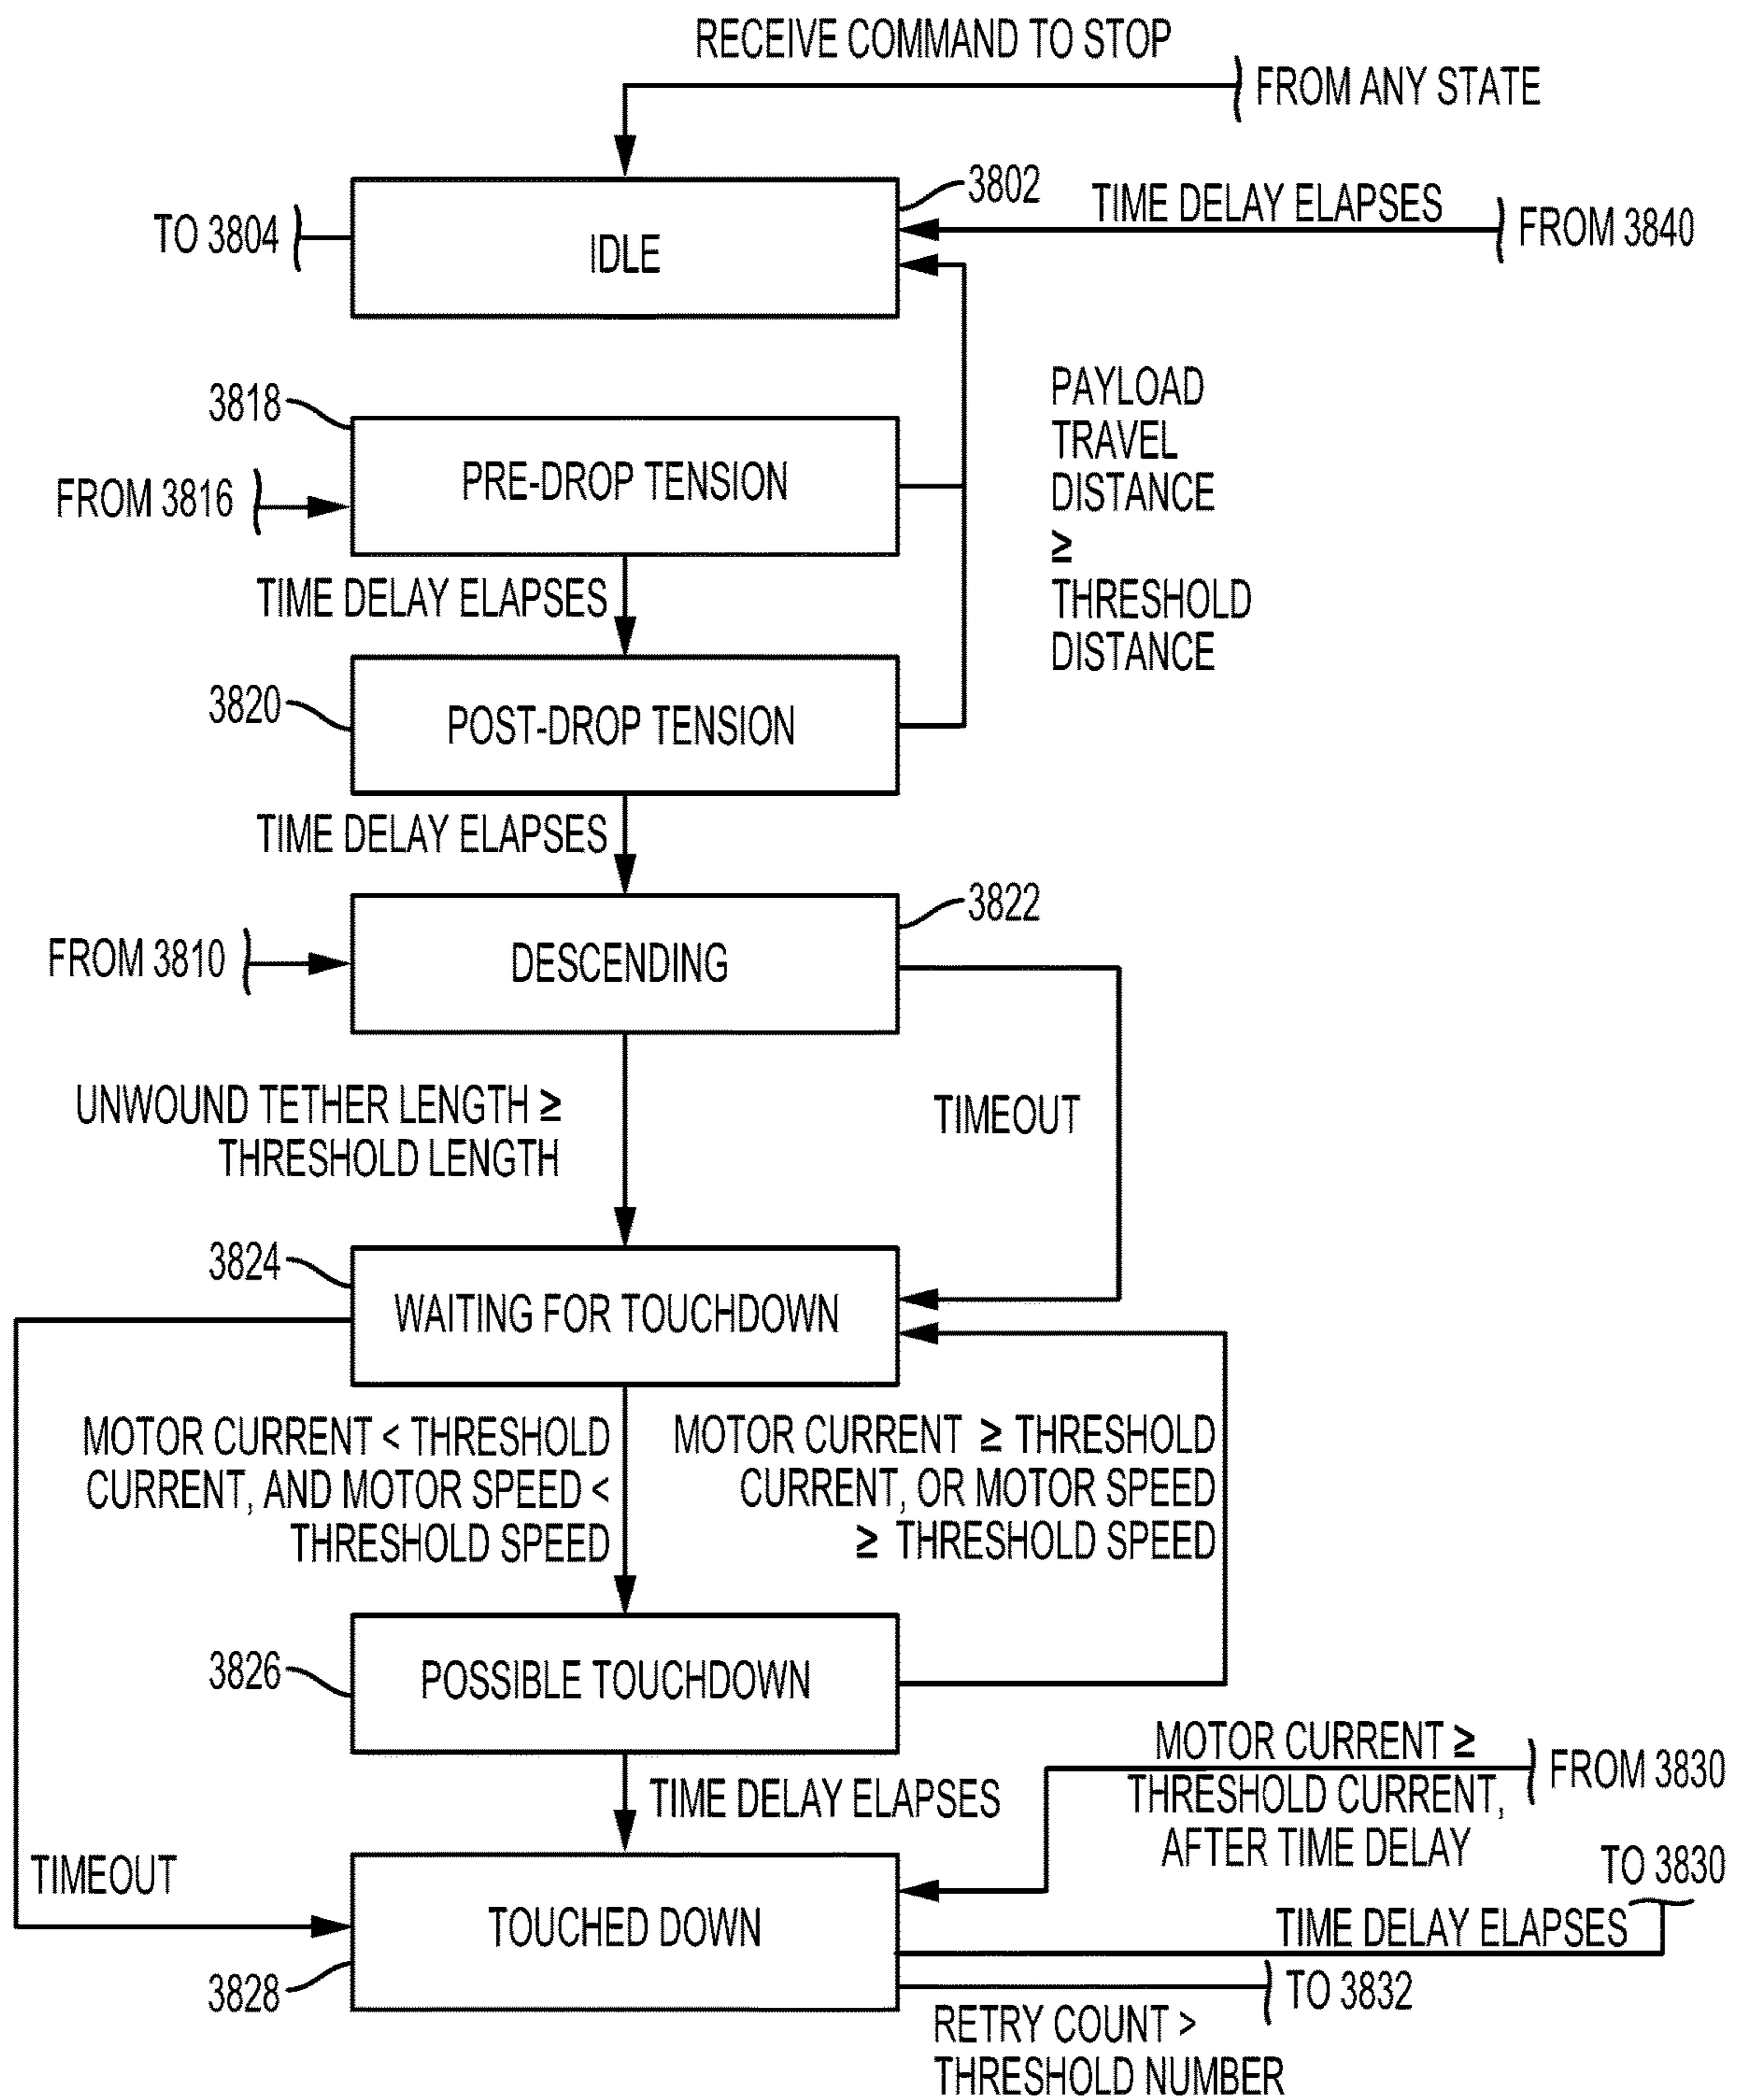 RECEIVE COMMAND TO STOP
FROM ANY STATE
3802
TIME DELAY ELAPSES
TO 3804
IDLE
FROM 3840
3818
PAYLOAD
TRAVEL
DISTANCE
≥
THRESHOLD
DISTANCE
PRE-DROP TENSION
FROM 3816
TIME DELAY ELAPSES
3820
POST-DROP TENSION
TIME DELAY ELAPSES
3822
FROM 3810
DESCENDING
UNWOUND TETHER LENGTH ≥
THRESHOLD LENGTH
TIMEOUT
3824
WAITING FOR TOUCHDOWN
MOTOR CURRENT < THRESHOLD
CURRENT, AND MOTOR SPEED <
THRESHOLD SPEED
MOTOR CURRENT ≥ THRESHOLD
CURRENT, OR MOTOR SPEED
≥ THRESHOLD SPEED
3826
POSSIBLE TOUCHDOWN
MOTOR CURRENT ≥
THRESHOLD CURRENT,
AFTER TIME DELAY
FROM 3830
TIME DELAY ELAPSES
TO 3830
TIMEOUT
TOUCHED DOWN
TIME DELAY ELAPSES
3828
TO 3832
RETRY COUNT >
THRESHOLD NUMBER